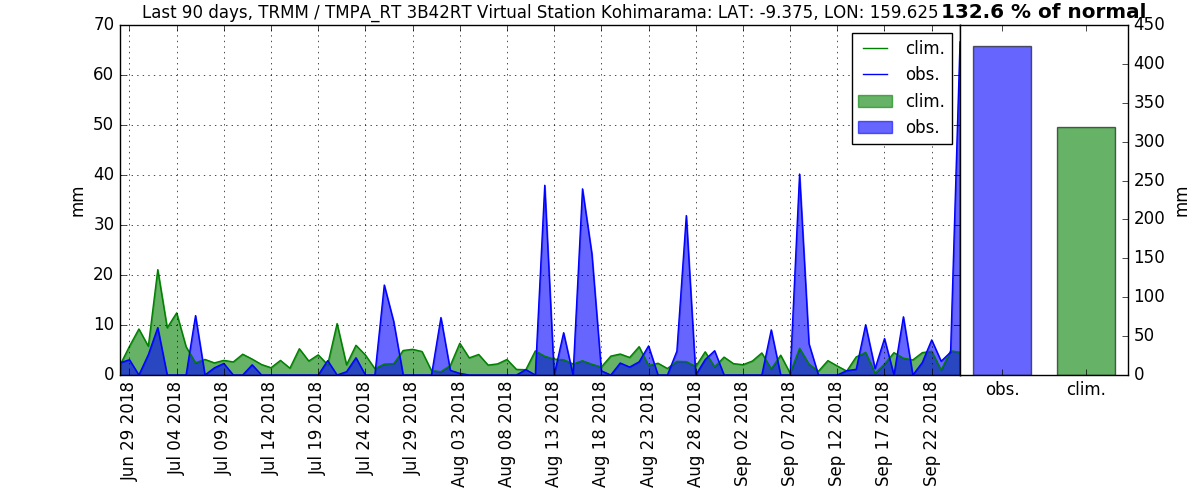 Last 90 days, TRMM / TMPA_RT 3B42RT Virtual Station Kohimarama: LAT: -9.375, LON: 159.625 132.6 % of normal
70
60
50
40
30
20
10
0
mm
clim.
obs.
clim.
obs.
450
400
350
300
250
200
150
100
50
0
mm
obs. clim.
Jun 29 2018
Jul 04 2018
Jul 09 2018
Jul 14 2018
Jul 19 2018
Jul 24 2018
Jul 29 2018
Aug 03 2018
Aug 08 2018
Aug 13 2018
Aug 18 2018
Aug 23 2018
Aug 28 2018
Sep 02 2018
Sep 07 2018
Sep 12 2018
Sep 17 2018
Sep 22 2018